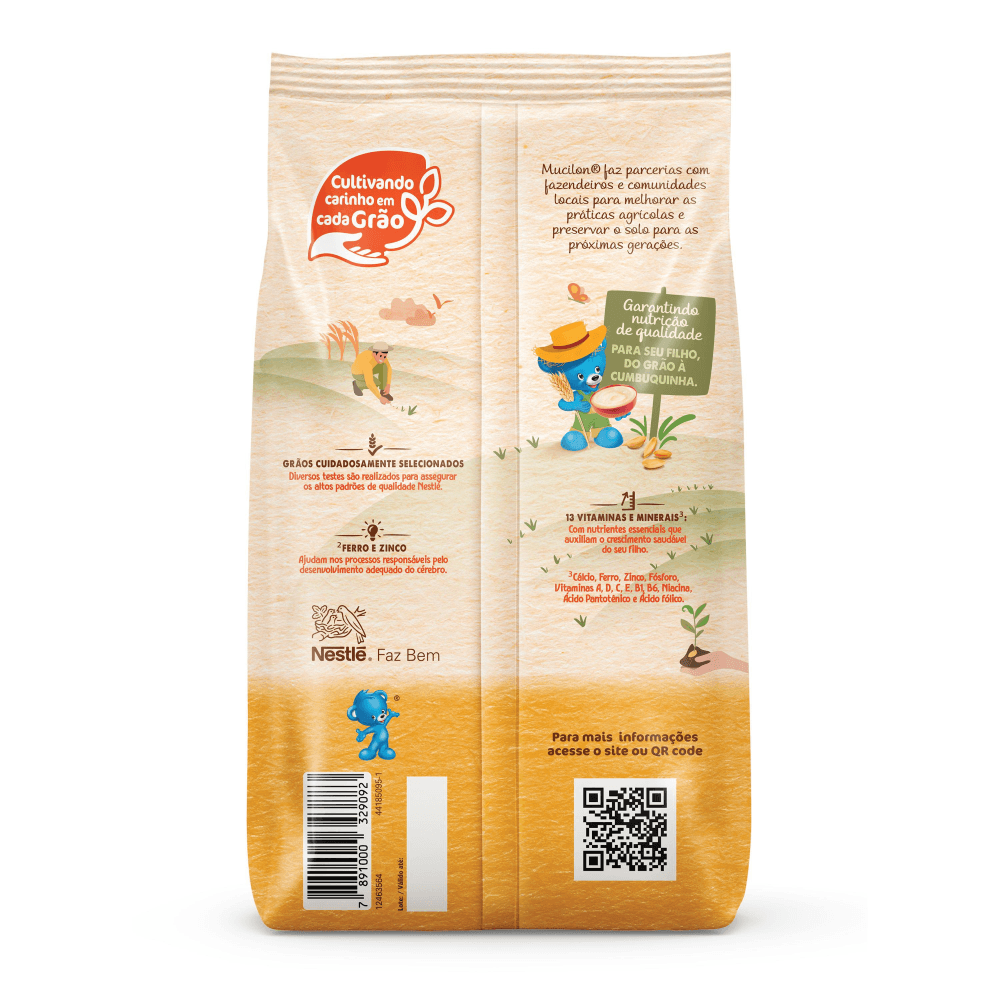 Cultivando
carinho em
cada Grão
Mucilon® faz parcerias com
fazendeiros e comunidades
locais para melhorar as
práticas agrícolas e
preservar o solo para as
próximas gerações.
Garantindo
nutrição
de qualidade
PARA SEU FILHO,
DO GRÃO À
CUMBUQUINHA.
GRÃOS CUIDADOSAMENTE SELECIONADOS
Diversos testes são realizados para assegurar
os altos padrões de qualidade Nestlé.
²FERRO E ZINCO
Ajudam nos processos responsáveis pelo
desenvolvimento adequado do cérebro.
13 VITAMINAS E MINERAIS³:
Com nutrientes essenciais que
auxiliam o crescimento saudável
do seu filho.
³Cálcio, Ferro, Zinco, Fósforo,
Vitaminas A, D, C, E, B1, B6, Niacina,
Ácido Pantotênico e Ácido fólico.
Nestlé. Faz Bem
®
Para mais informações
acesse o site ou QR code
7 891000 329092
44185095-1
12463564
Lote: / Válido até: